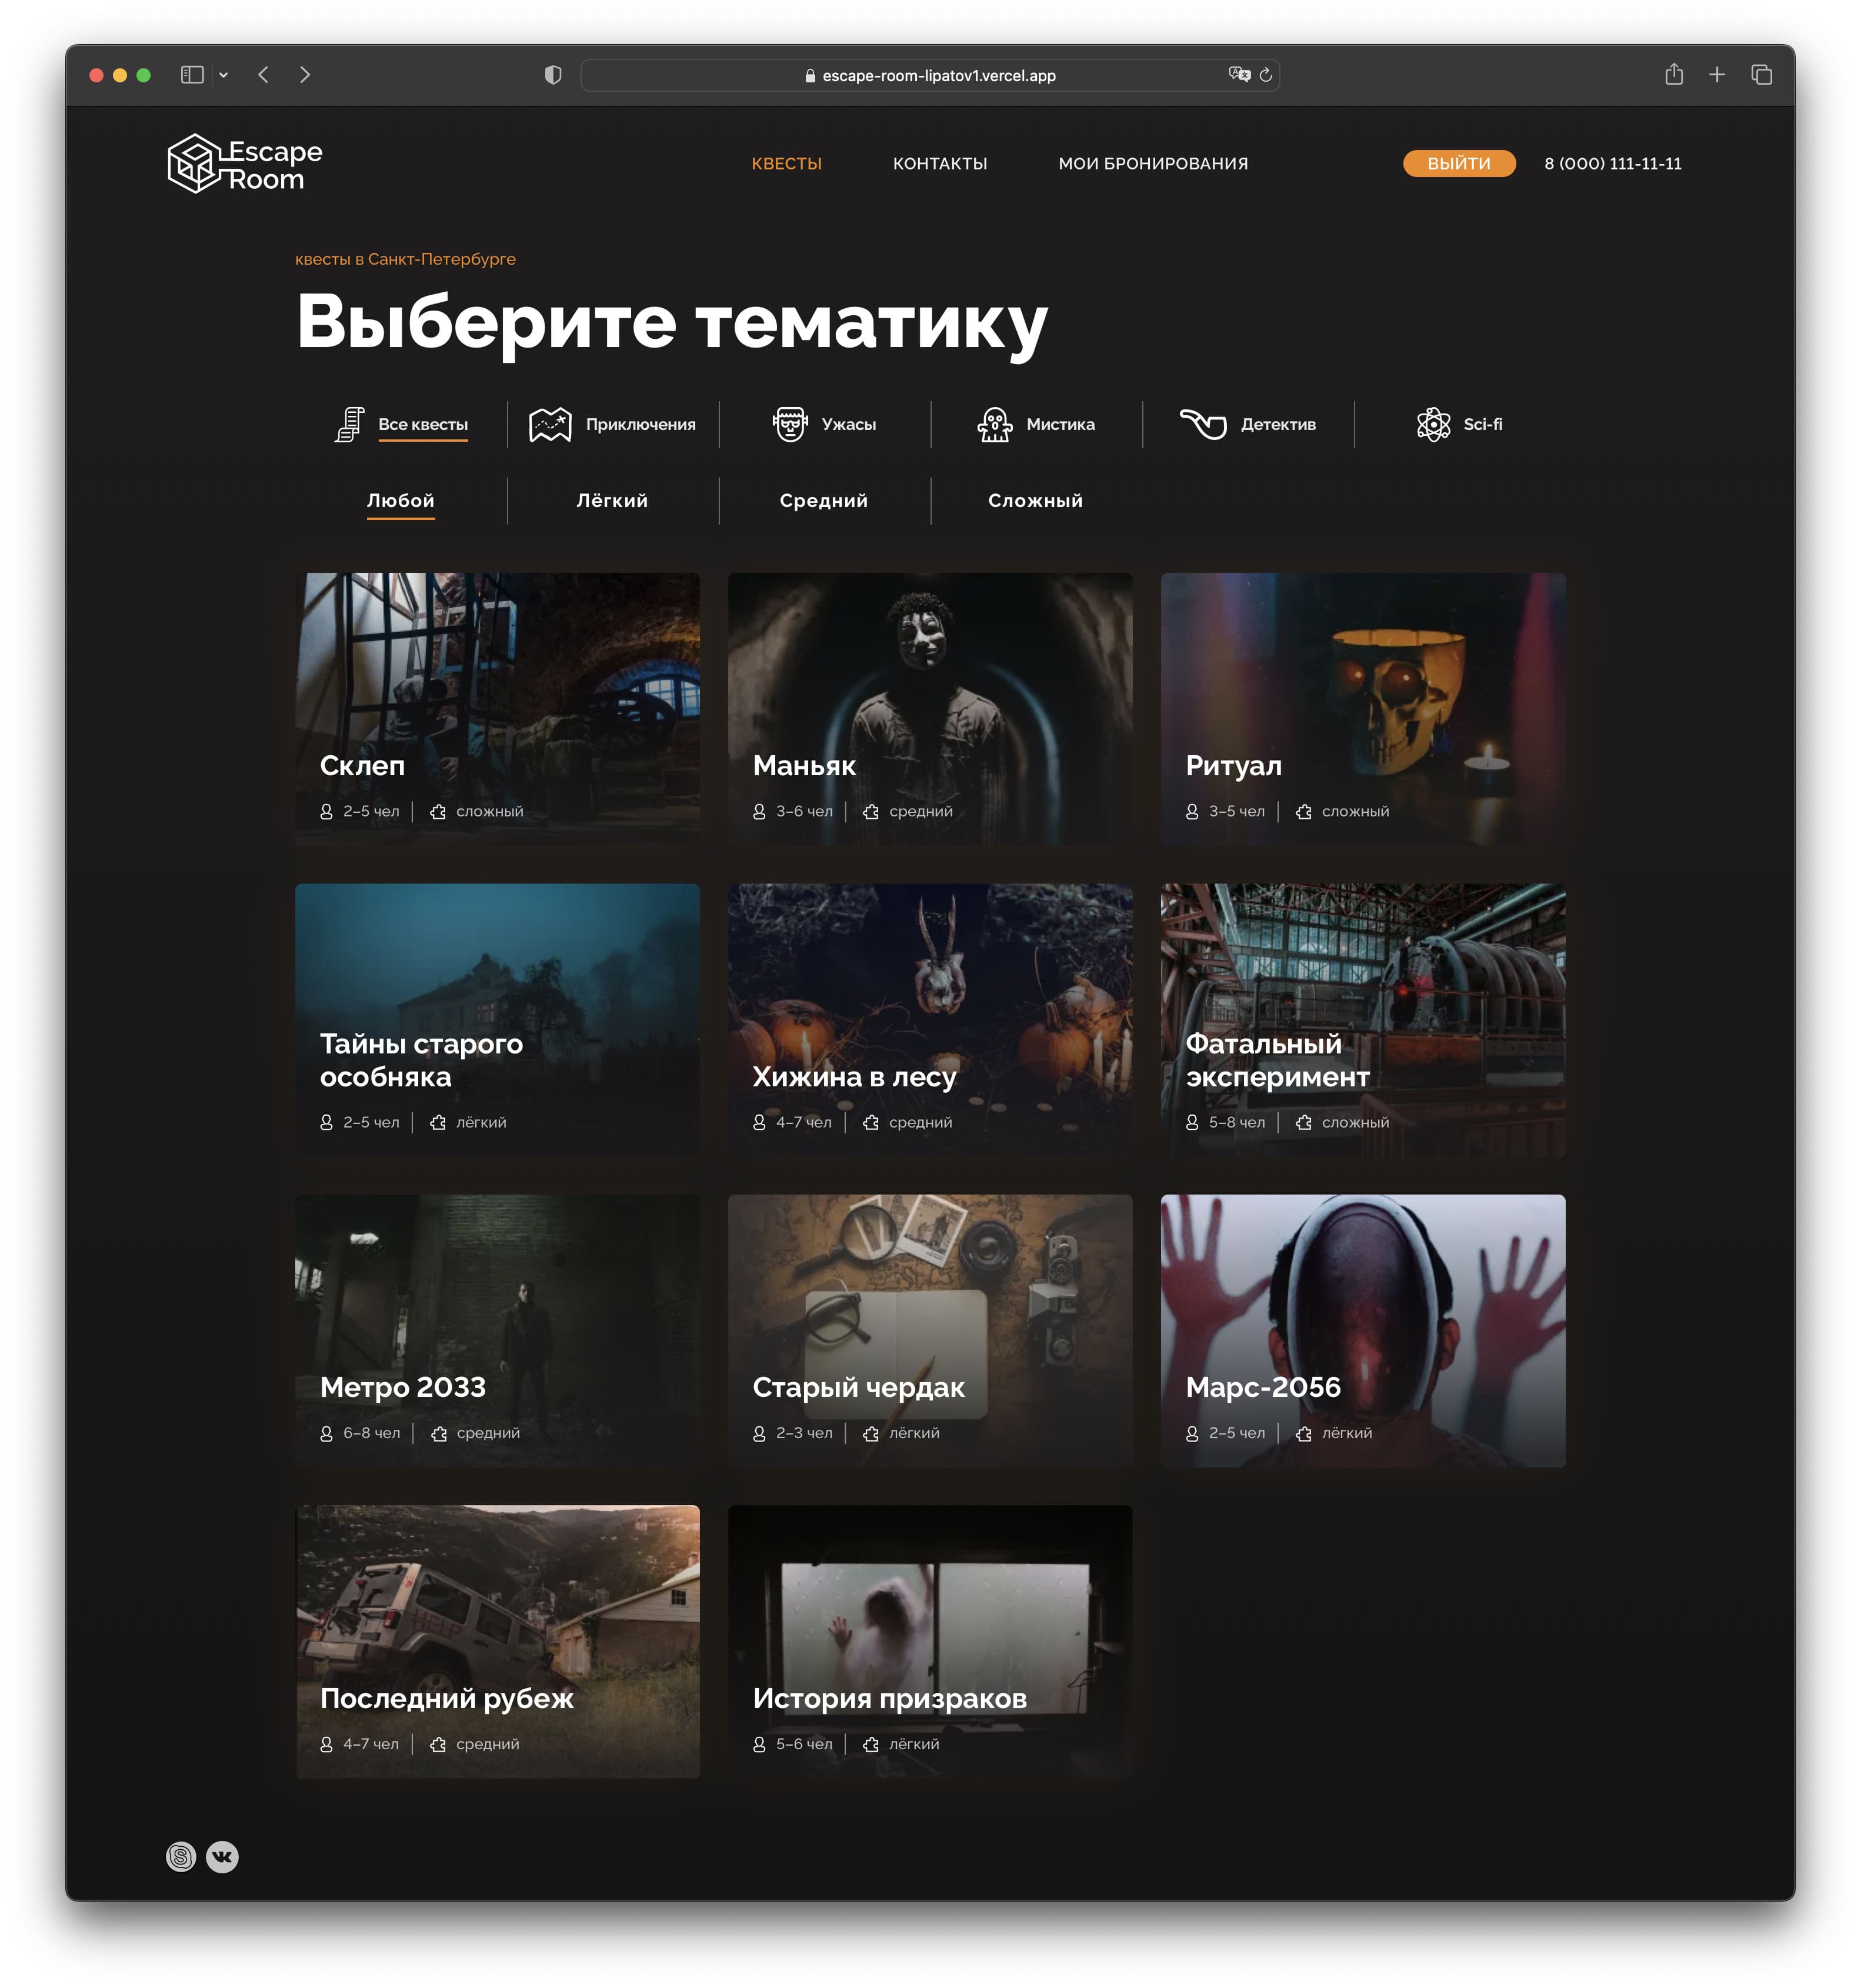 escape-room-lipatov1.vercel.app
Escape
Room
КВЕСТЫ
КОНТАКТЫ
МОИ БРОНИРОВАНИЯ
ВЫЙТИ
8 (000) 111-11-11
квесты в Санкт-Петербурге
Выберите тематику
Все квесты
Приключения
Ужасы
Мистика
Детектив
Sci-fi
Любой
Лёгкий
Средний
Сложный
Склеп
2–5 чел
сложный
Маньяк
3–6 чел
средний
Ритуал
3–5 чел
сложный
Тайны старого
особняка
2–5 чел
лёгкий
Хижина в лесу
4–7 чел
средний
Фатальный
эксперимент
5–8 чел
сложный
Метро 2033
6–8 чел
средний
Старый чердак
2–3 чел
лёгкий
Марс-2056
2–5 чел
лёгкий
Последний рубеж
4–7 чел
средний
История призраков
5–6 чел
лёгкий